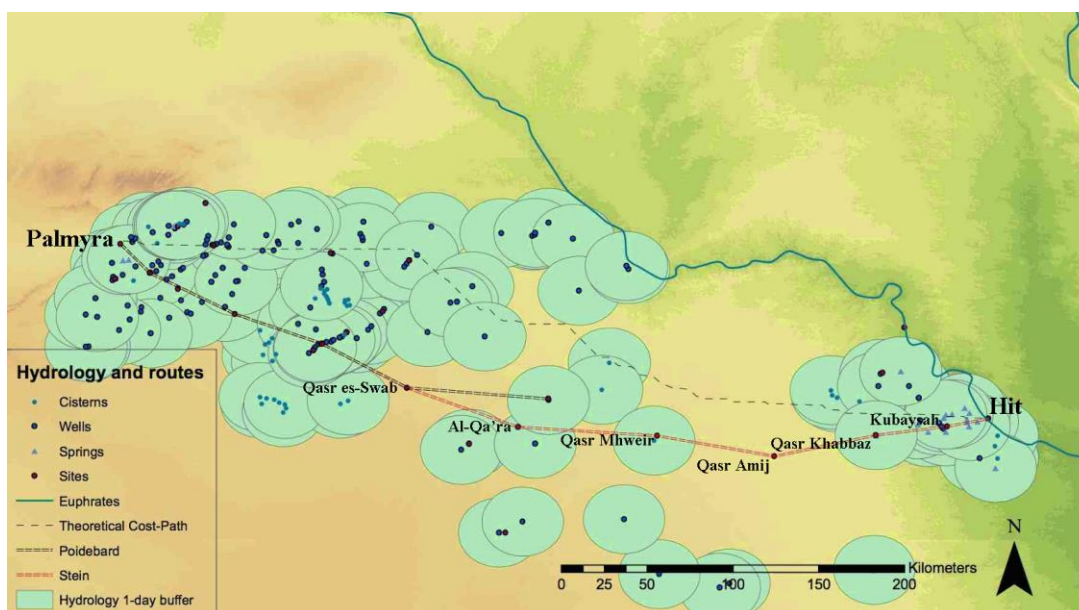 Palmyra
Hit
Kubaysah
Qasr es-Swab
Al-Qa'ra
Qasr Mhweir
Qasr Khabbaz
Qasr Amij
Hydrology and routes
Cisterns
Wells
Springs
Sites
Euphrates
Theoretical Cost-Path
Poidebard
Stein
Hydrology 1-day buffer
N
Kilometers
0 25 50 100 150 200